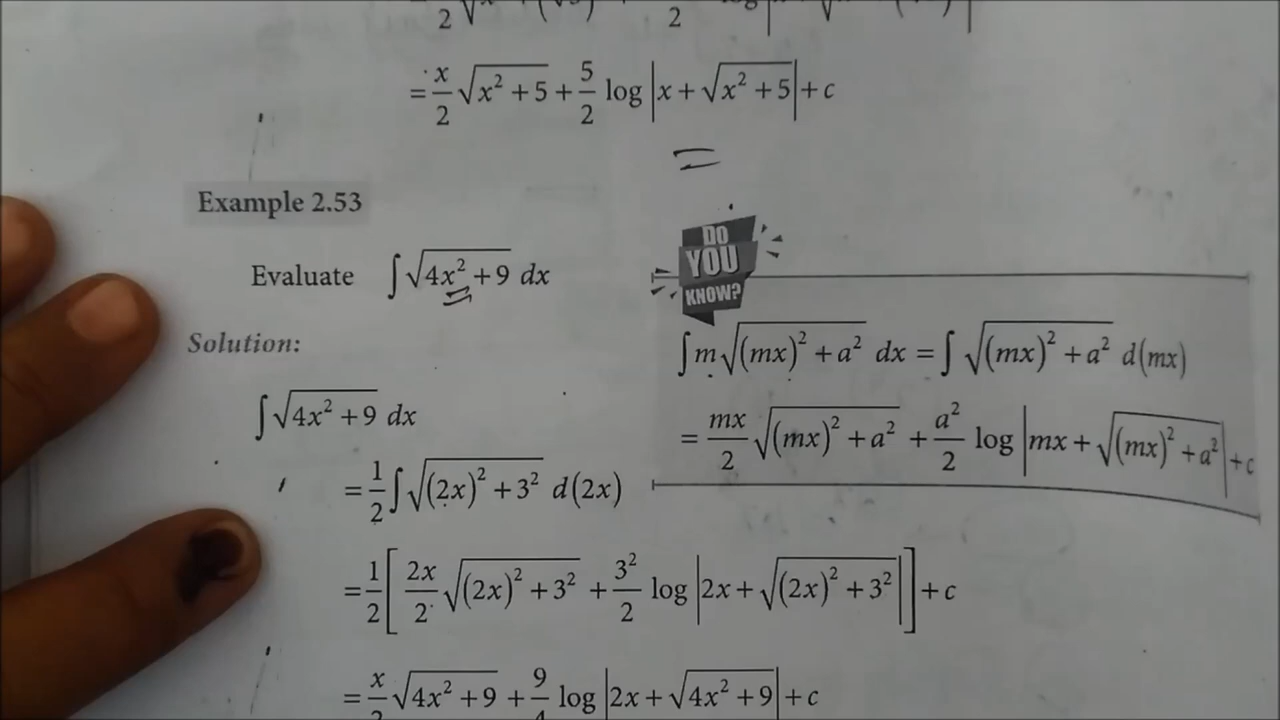 = x/2 √(x² + 5) + 5/2 log |x + √(x² + 5)| + c
Example 2.53
Evaluate ∫ √(4x² + 9) dx
Solution:
∫ √(4x² + 9) dx
= 1/2 ∫ √((2x)² + 3²) d(2x)
= 1/2 [ 2x/2 √((2x)² + 3²) + 3²/2 log |2x + √((2x)² + 3²)| ] + c
= x/2 √(4x² + 9) + 9/4 log |2x + √(4x² + 9)| + c
DO
YOU
KNOW?
∫ m √((mx)² + a²) dx = ∫ √((mx)² + a²) d(mx)
= mx/2 √((mx)² + a²) + a²/2 log |mx + √((mx)² + a²)| + c